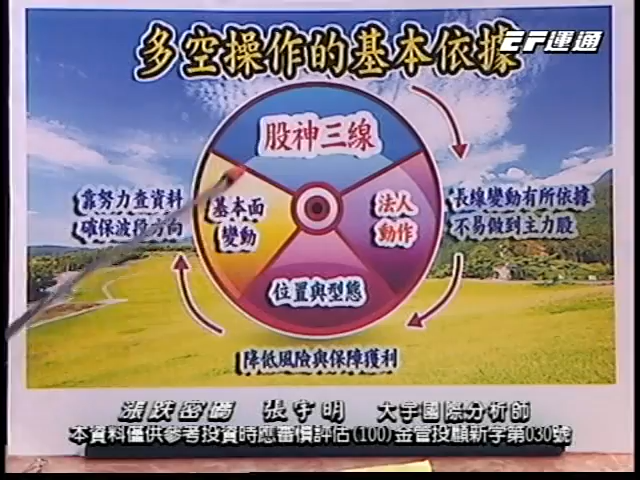 多空操作的基本依據
EF運通
股神三線
靠努力查資料
確保波段方向
基本面
變動
法人
動作
長線變動有所依據
不易做到主力股
位置與型態
降低風險與保障獲利
漲跌密碼 張宇明 大宇國際分析師
本資料僅供參考投資時應審慎評估(100)金管投顧新字第030號